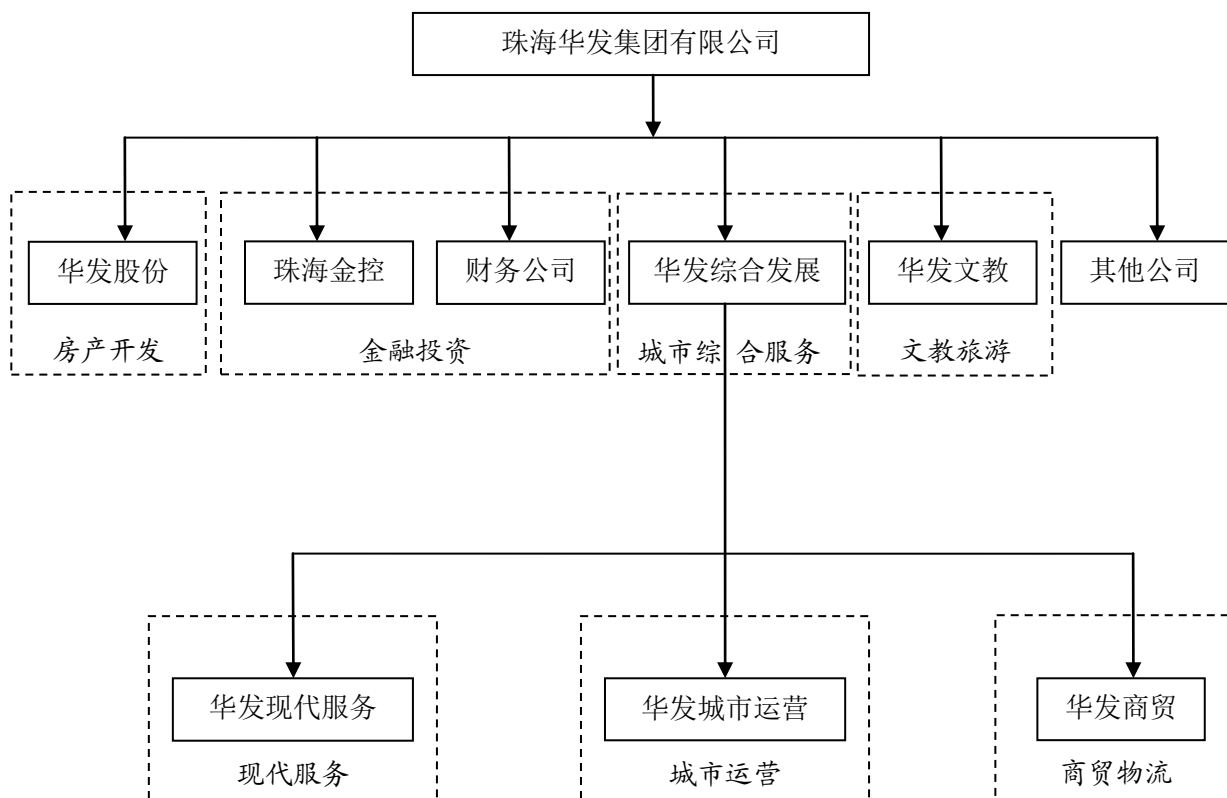 珠海华发集团有限公司
华发股份
珠海金控
财务公司
华发综合发展
华发文教
其他公司
房产开发
金融投资
城市综合服务
文教旅游
华发现代服务
华发城市运营
华发商贸
现代服务
城市运营
商贸物流